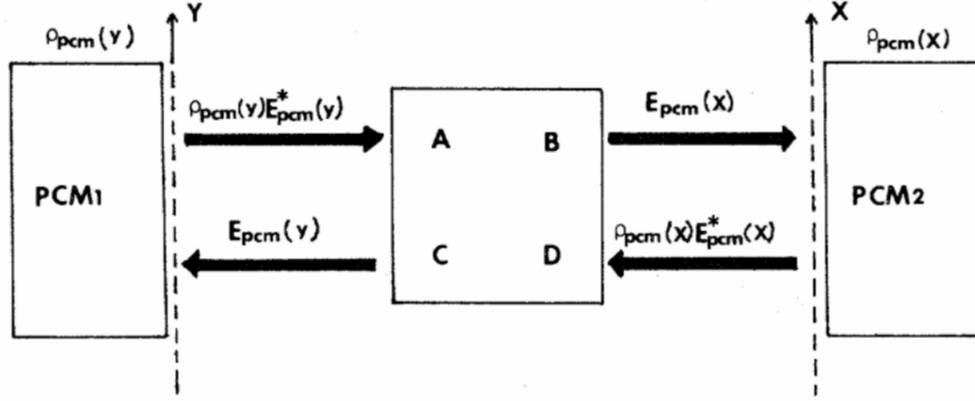 Y
X
ρpcm(y)
ρpcm(x)
ρpcm(y)E*pcm(y)
Epcm(x)
A
B
PCM1
PCM2
Epcm(y)
ρpcm(x)E*pcm(x)
C
D